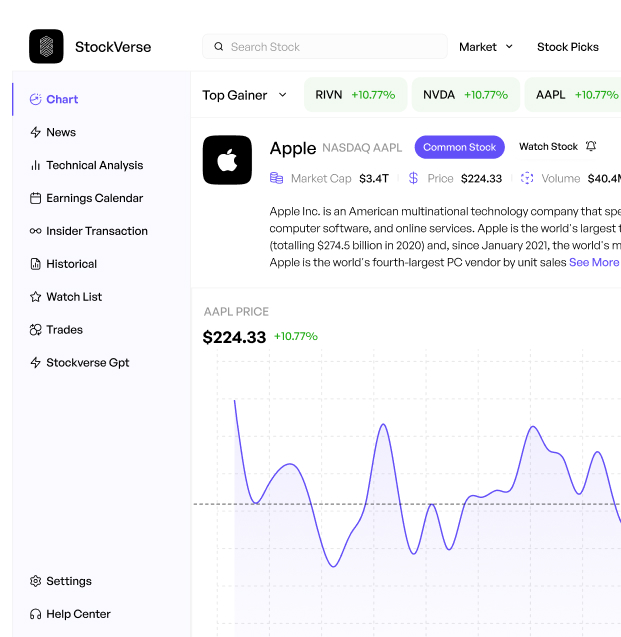 StockVerse
Search Stock
Market
Stock Picks
Chart
News
Technical Analysis
Earnings Calendar
Insider Transaction
Historical
Watch List
Trades
Stockverse Gpt
Settings
Help Center
Top Gainer
RIVN +10.77%
NVDA +10.77%
AAPL +10.77%
Apple NASDAQ AAPL Common Stock Watch Stock
Market Cap $3.4T Price $224.33 Volume $40.4
Apple Inc. is an American multinational technology company that spe
computer software, and online services. Apple is the world's largest t
(totalling $274.5 billion in 2020) and, since January 2021, the world's m
Apple is the world's fourth-largest PC vendor by unit sales See More
AAPL PRICE
$224.33 +10.77%